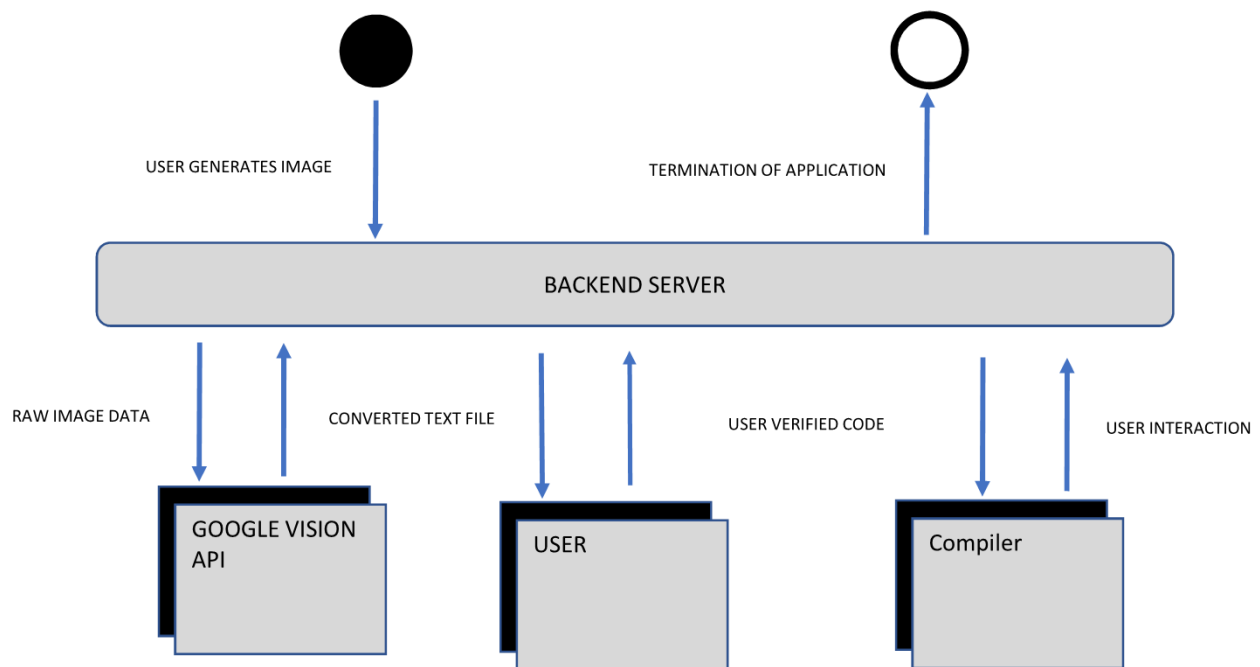 USER GENERATES IMAGE
TERMINATION OF APPLICATION
BACKEND SERVER
RAW IMAGE DATA
CONVERTED TEXT FILE
USER VERIFIED CODE
USER INTERACTION
GOOGLE VISION
API
USER
Compiler